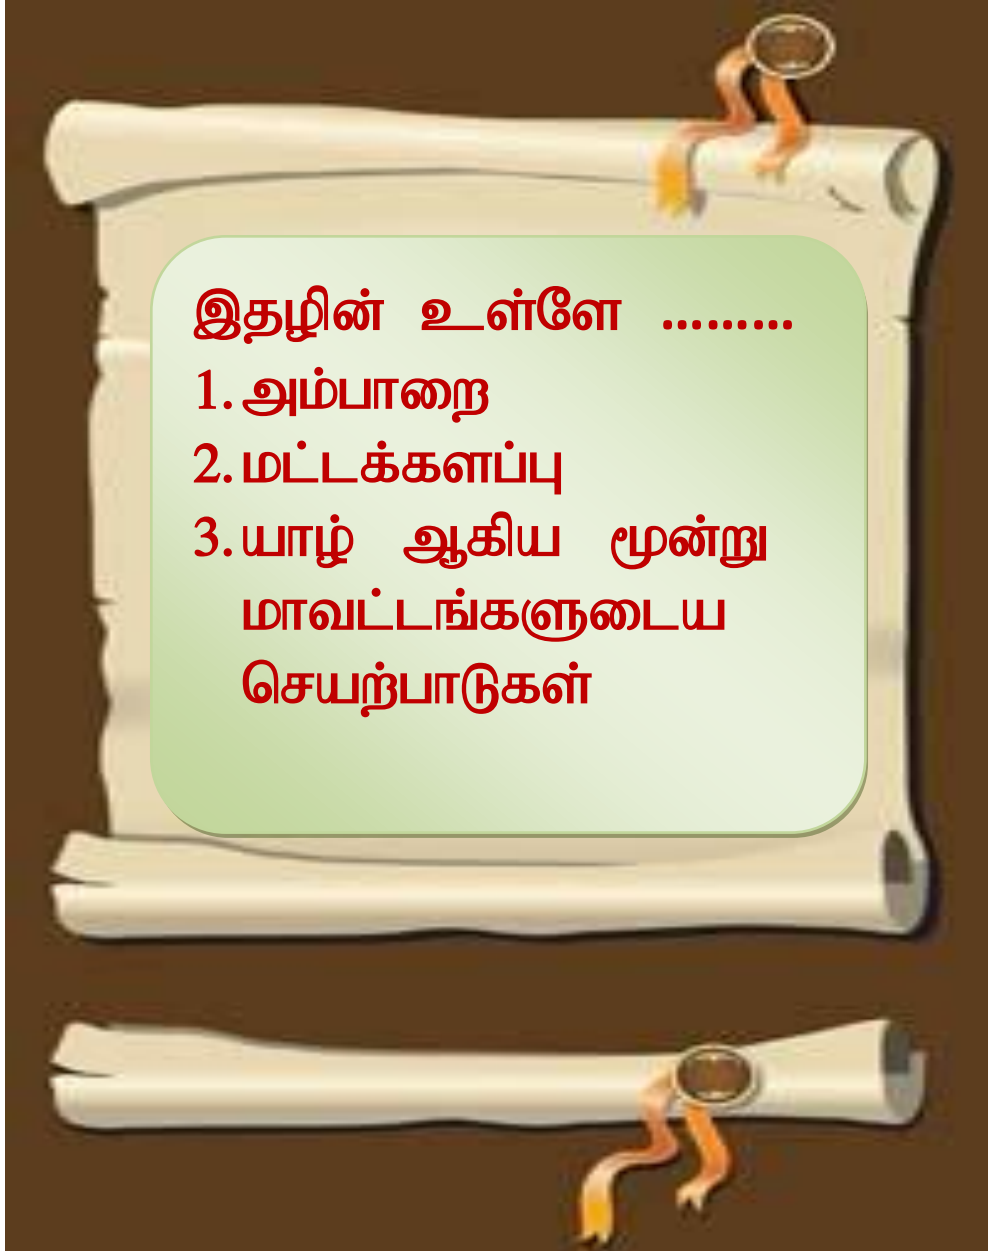 இதழின் உள்ளே .........
1. அம்பாறை
2. மட்டக்களப்பு
3. யாழ் ஆகிய மூன்று
மாவட்டங்களுடைய
செயற்பாடுகள்